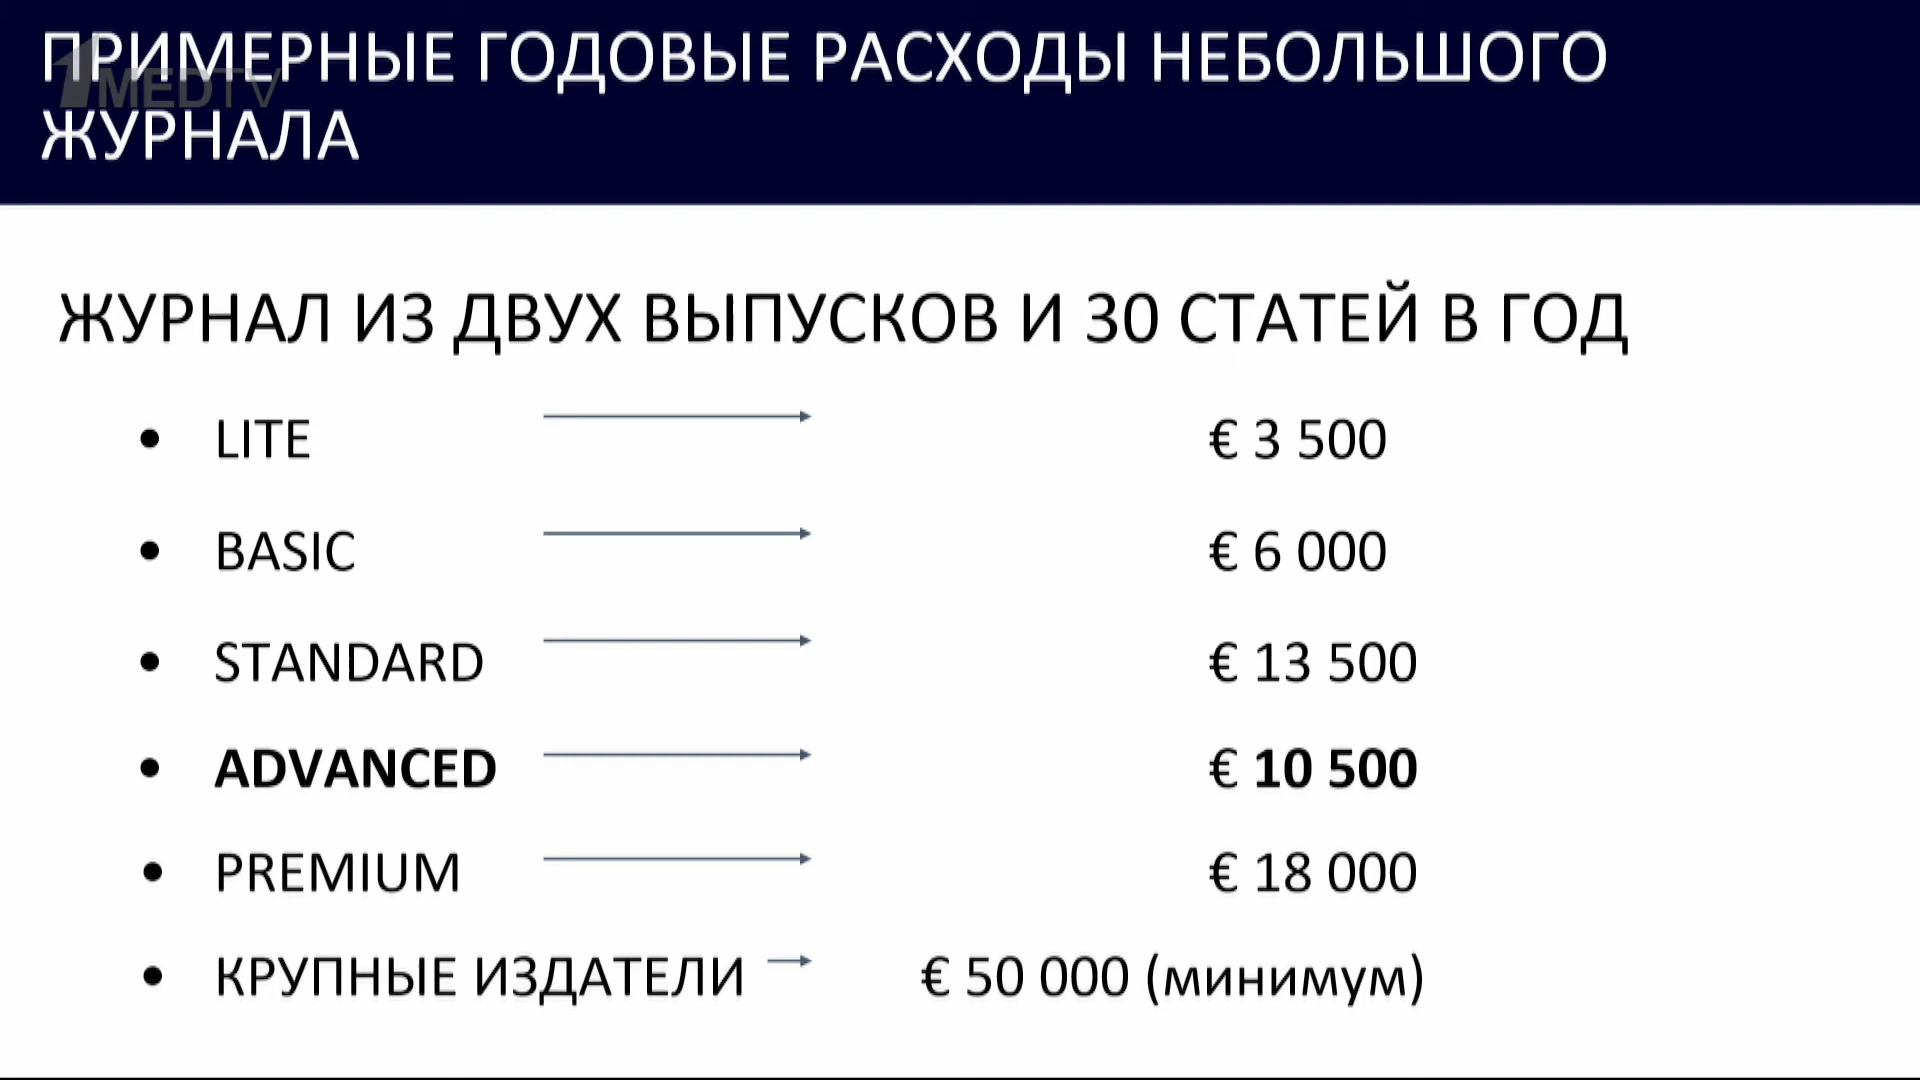 ПРИМЕРНЫЕ ГОДОВЫЕ РАСХОДЫ НЕБОЛЬШОГО
ЖУРНАЛА
1MEDTV
ЖУРНАЛ ИЗ ДВУХ ВЫПУСКОВ И 30 СТАТЕЙ В ГОД
• LITE € 3 500
• BASIC € 6 000
• STANDARD € 13 500
• ADVANCED € 10 500
• PREMIUM € 18 000
• КРУПНЫЕ ИЗДАТЕЛИ € 50 000 (минимум)